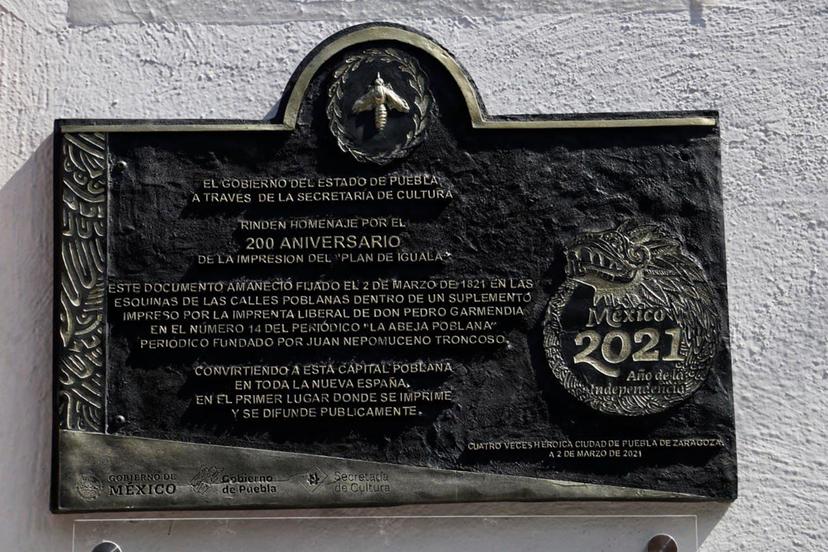 EL GOBIERNO DEL ESTADO DE PUEBLA
A TRAVES DE LA SECRETARÍA DE CULTURA
RINDEN HOMENAJE POR EL
200 ANIVERSARIO
DE LA IMPRESION DEL "PLAN DE IGUALA"
ESTE DOCUMENTO AMANECIÓ FIJADO EL 2 DE MARZO DE 1821 EN LAS
ESQUINAS DE LAS CALLES POBLANAS DENTRO DE UN SUPLEMENTO
IMPRESO POR LA IMPRENTA LIBERAL DE DON PEDRO GARMENDIA
EN EL NÚMERO 14 DEL PERIÓDICO "LA ABEJA POBLANA"
PERIÓDICO FUNDADO POR JUAN NEPOMUCENO TRONCOSO.
CONVIRTIENDO A ESTA CAPITAL POBLANA
EN TODA LA NUEVA ESPAÑA,
EN EL PRIMER LUGAR DONDE SE IMPRIME
Y SE DIFUNDE PUBLICAMENTE.
México
2021
Año de la
Independencia
CUATRO VECES HEROICA CIUDAD DE PUEBLA DE ZARAGOZA,
A 2 DE MARZO DE 2021
GOBIERNO DE
MÉXICO
Gobierno
de Puebla
Secretaría
de Cultura